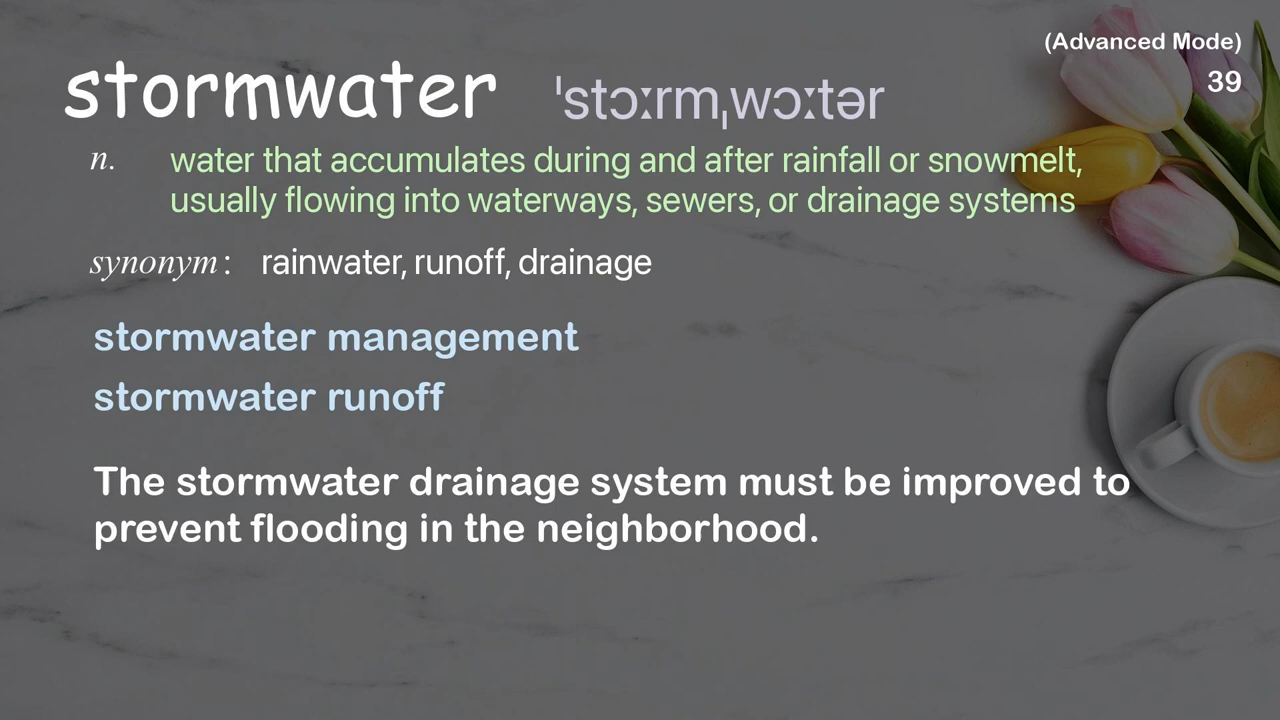 (Advanced Mode)
39
stormwater ˈstɔːrmˌwɔːtər
n. water that accumulates during and after rainfall or snowmelt,
usually flowing into waterways, sewers, or drainage systems
synonym : rainwater, runoff, drainage
stormwater management
stormwater runoff
The stormwater drainage system must be improved to
prevent flooding in the neighborhood.